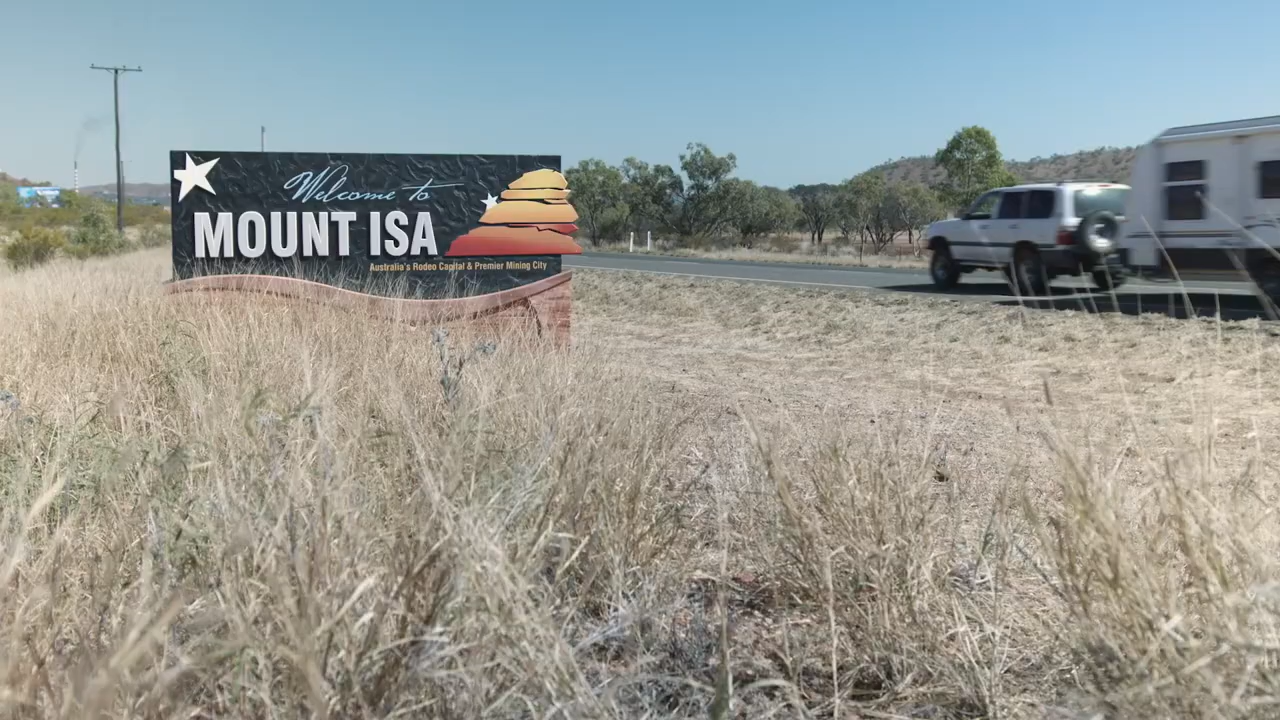 Welcome to
MOUNT ISA
Australia's Rodeo Capital & Premier Mining City